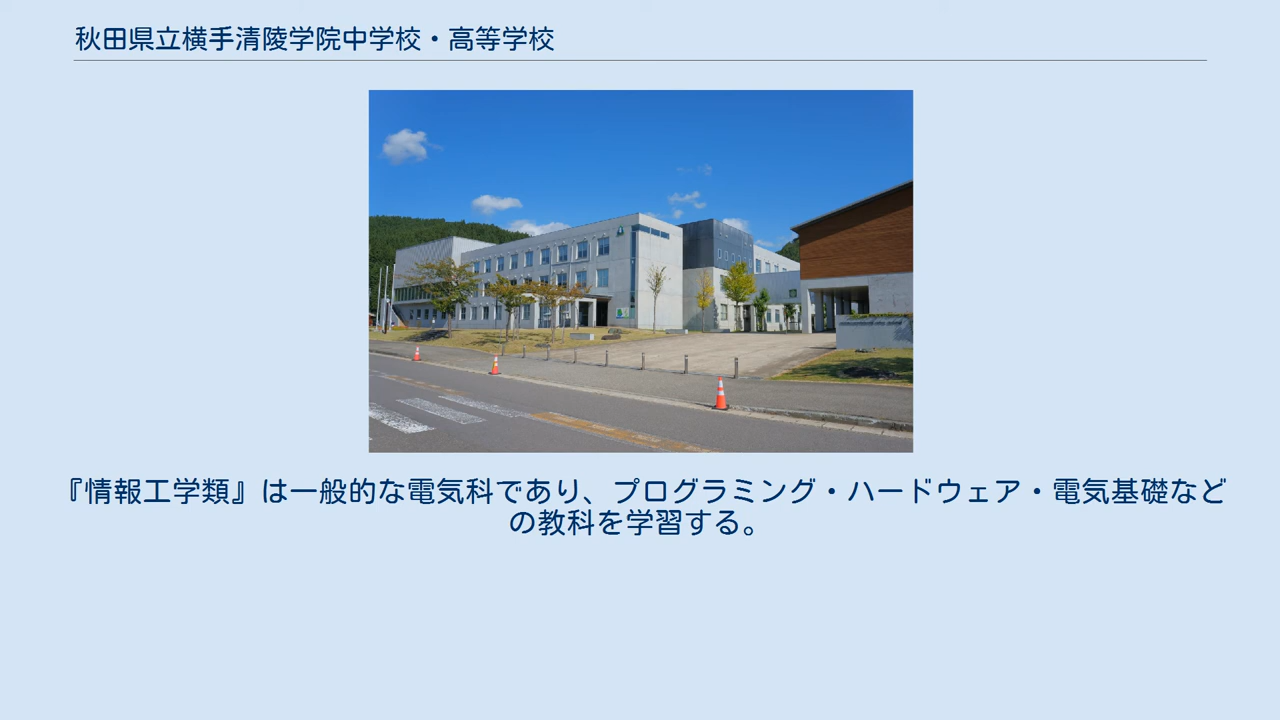 秋田県立横手清陵学院中学校・高等学校
『情報工学類』は一般的な電気科であり、プログラミング・ハードウェア・電気基礎など
の教科を学習する。